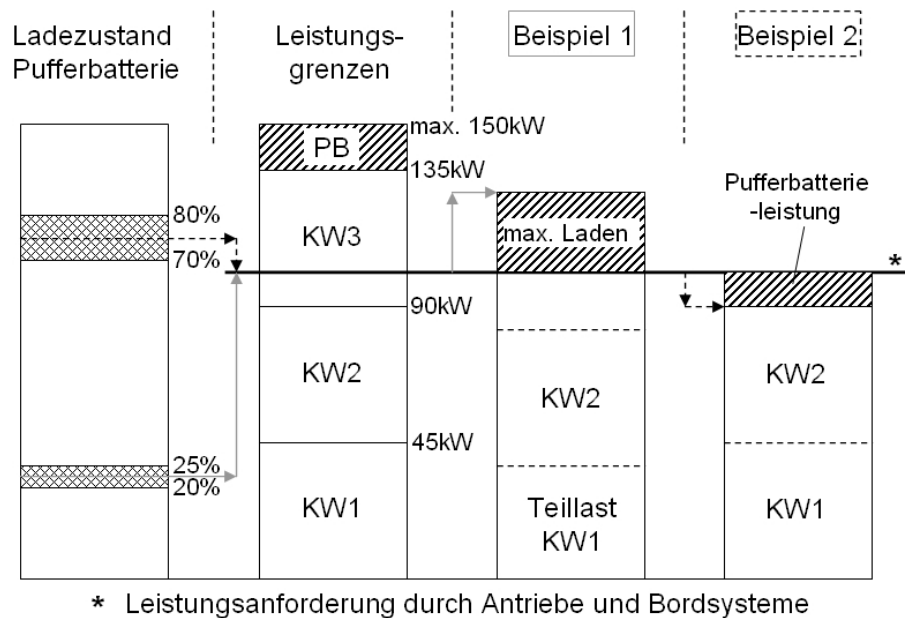 Ladezustand
Pufferbatterie
Leistungs-
grenzen
Beispiel 1
Beispiel 2
80%
70%
25%
20%
PB
KW3
KW2
KW1
max. 150kW
135kW
90kW
45kW
max. Laden
KW2
Teillast
KW1
Pufferbatterie
-leistung
*
KW2
KW1
* Leistungsanforderung durch Antriebe und Bordsysteme